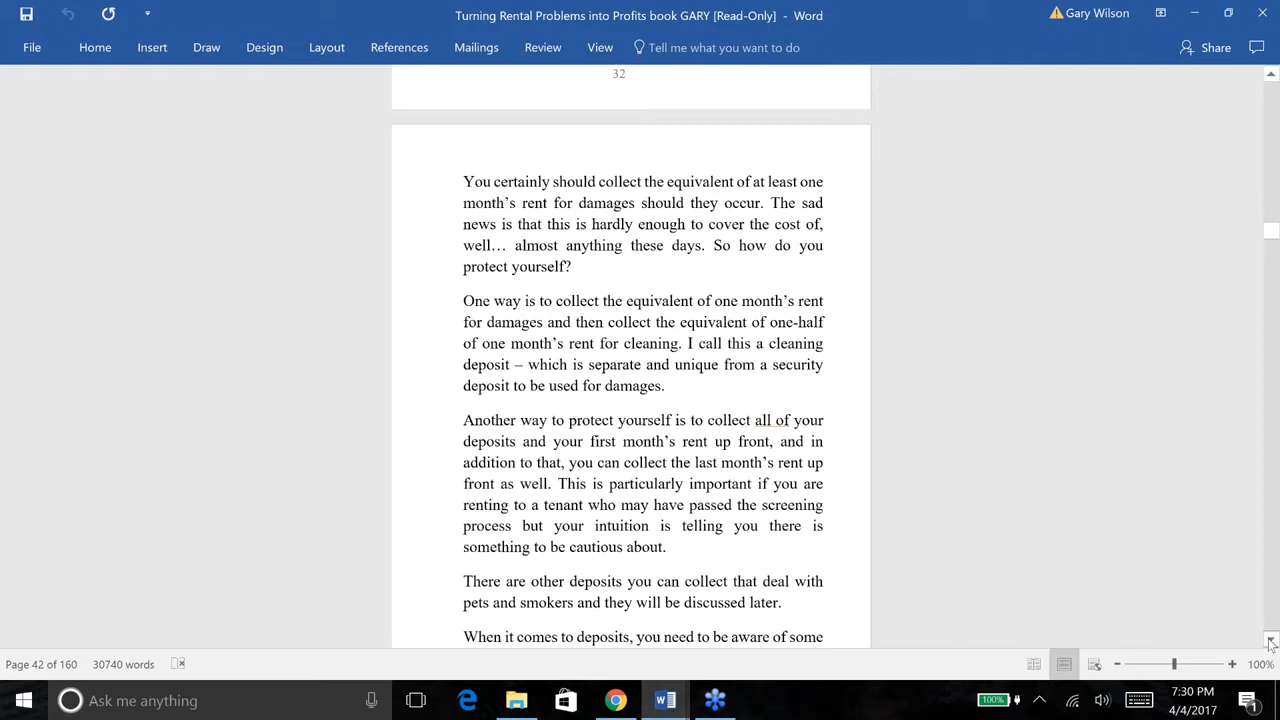 Turning Rental Problems into Profits book GARY [Read-Only] - Word
Gary Wilson
File Home Insert Draw Design Layout References Mailings Review View Tell me what you want to do Share
32
You certainly should collect the equivalent of at least one
month's rent for damages should they occur. The sad
news is that this is hardly enough to cover the cost of,
well… almost anything these days. So how do you
protect yourself?
One way is to collect the equivalent of one month's rent
for damages and then collect the equivalent of one-half
of one month's rent for cleaning. I call this a cleaning
deposit – which is separate and unique from a security
deposit to be used for damages.
Another way to protect yourself is to collect all of your
deposits and your first month's rent up front, and in
addition to that, you can collect the last month's rent up
front as well. This is particularly important if you are
renting to a tenant who may have passed the screening
process but your intuition is telling you there is
something to be cautious about.
There are other deposits you can collect that deal with
pets and smokers and they will be discussed later.
When it comes to deposits, you need to be aware of some
Page 42 of 160 30740 words 100%
Ask me anything
100%
7:30 PM
4/4/2017
1